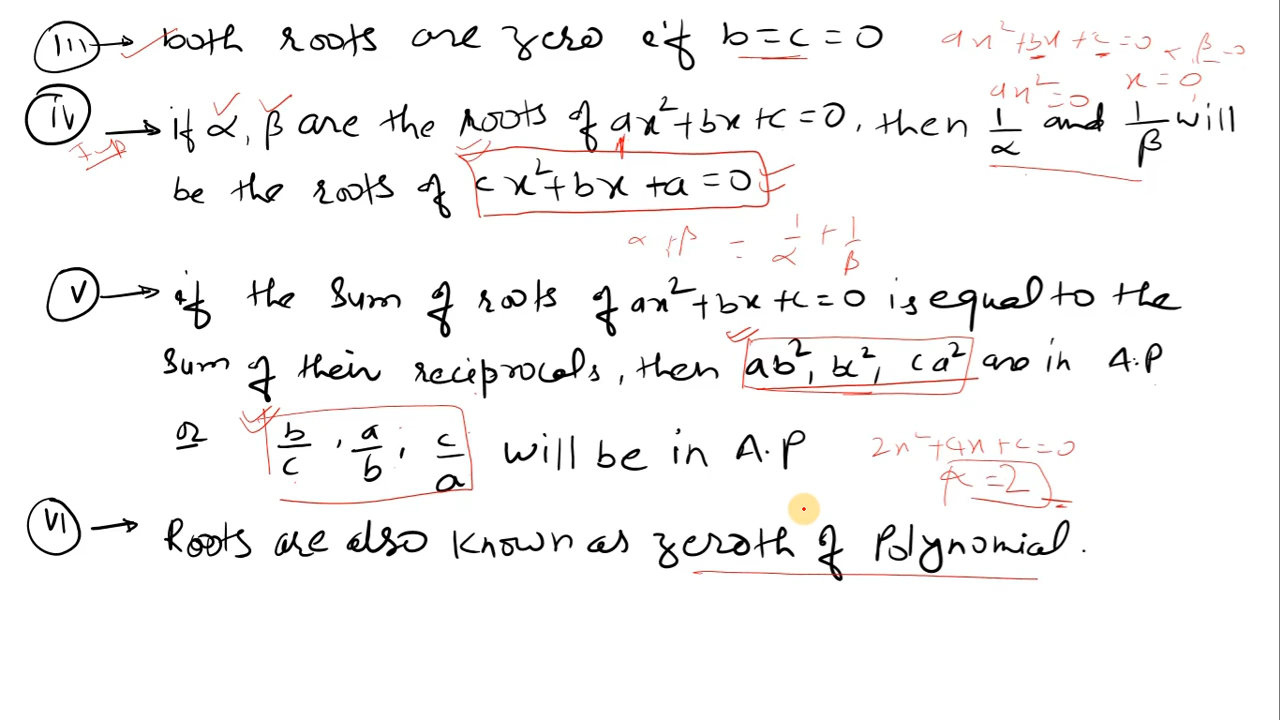 (iii) → both roots are zero if b = c = 0 ax² + bx + c = 0 α, β = 0
ax² = 0 x = 0
(iv) → if α, β are the roots of ax² + bx + c = 0, then 1/α and 1/β will
Imp
be the roots of cx² + bx + a = 0
α + β = 1/α + 1/β
(v) → if the sum of roots of ax² + bx + c = 0 is equal to the
sum of their reciprocals, then ab², bc², ca² are in A.P
or b/c, a/b, c/a will be in A.P
2x² + 4x + c = 0
α = 2
(vi) → Roots are also known as zeroth of Polynomial.